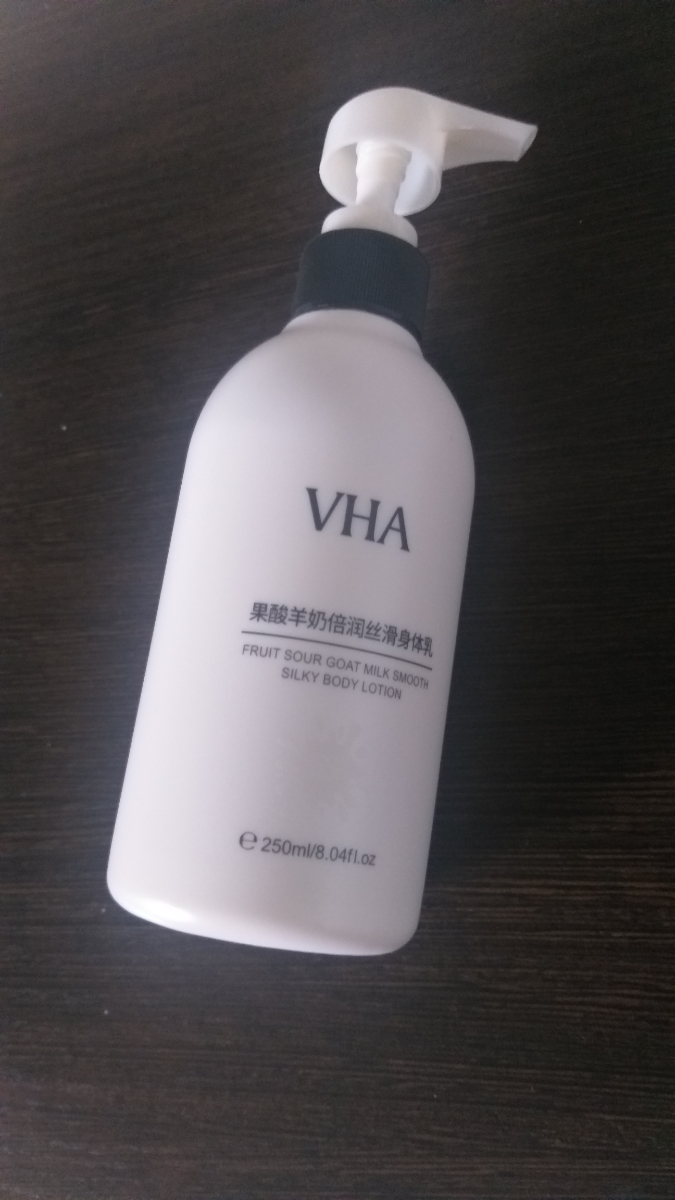 VHA
果酸羊奶倍润丝滑身体乳
FRUIT SOUR GOAT MILK SMOOTH
SILKY BODY LOTION
℮ 250ml/8.04fl.oz